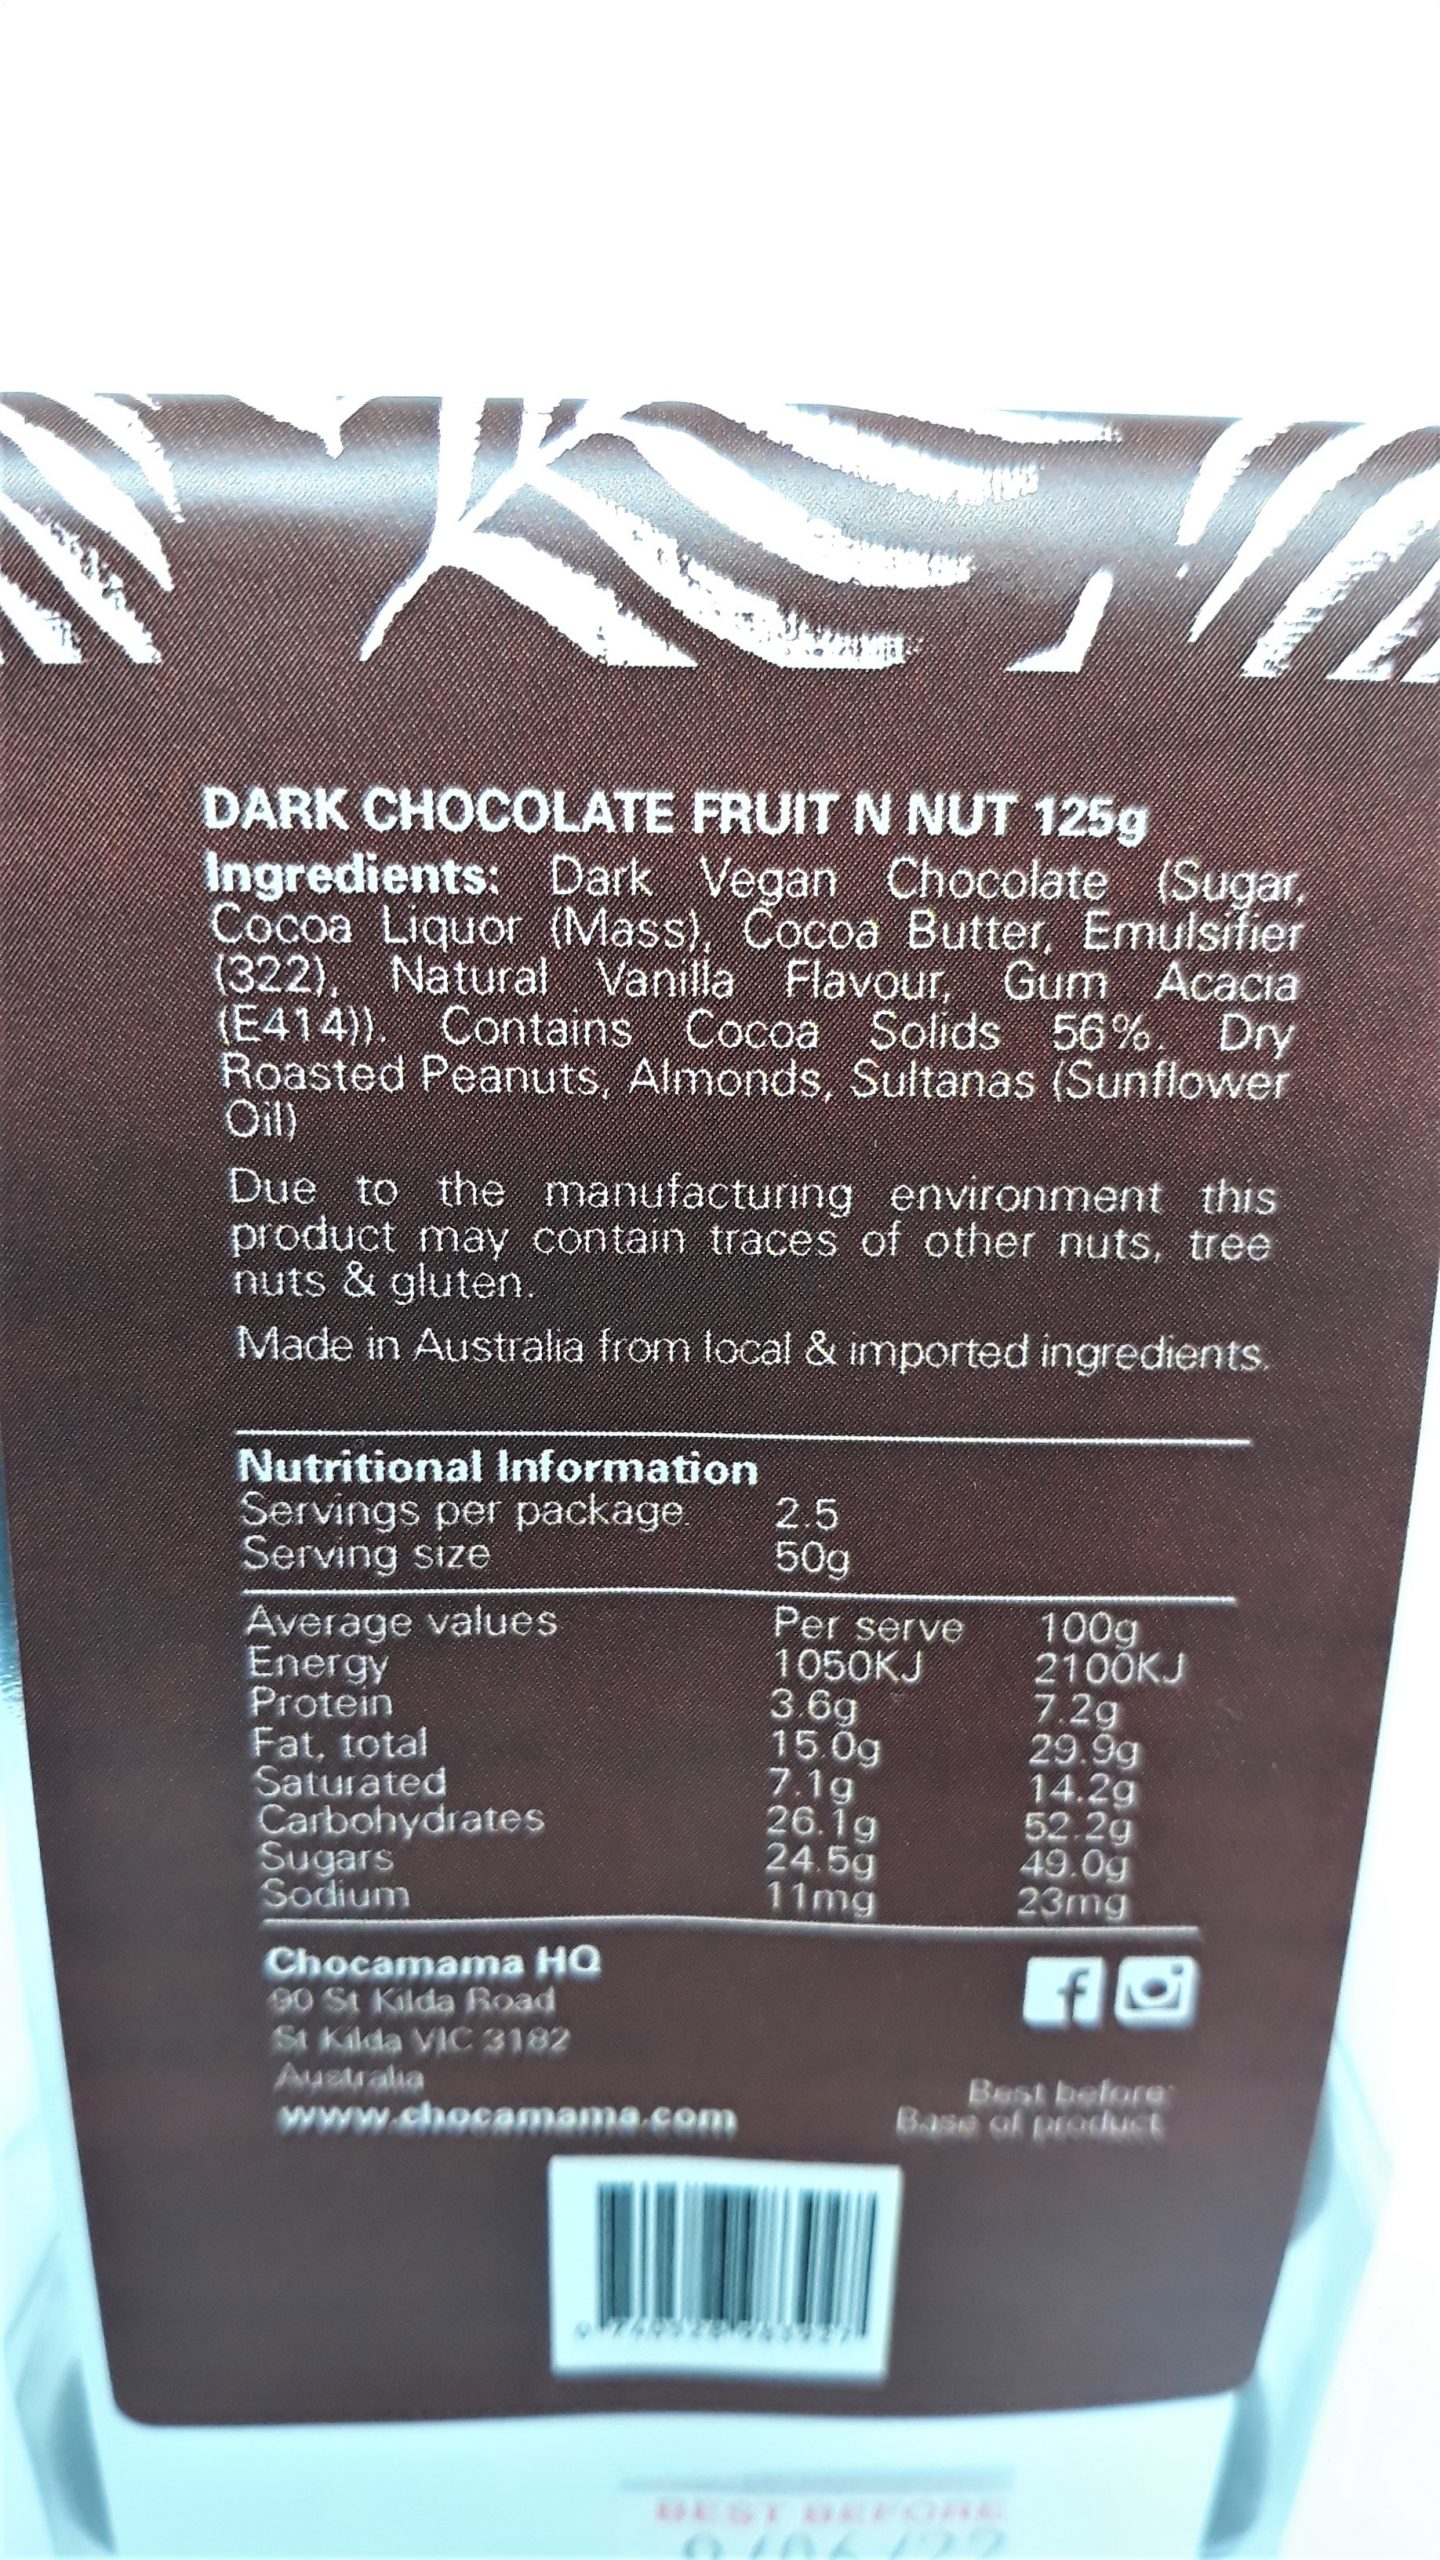 DARK CHOCOLATE FRUIT N NUT 125g
Ingredients: Dark Vegan Chocolate (Sugar,
Cocoa Liquor (Mass), Cocoa Butter, Emulsifier
(322), Natural Vanilla Flavour, Gum Acacia
(E414)). Contains Cocoa Solids 56%. Dry
Roasted Peanuts, Almonds, Sultanas (Sunflower
Oil)
Due to the manufacturing environment this
product may contain traces of other nuts, tree
nuts & gluten.
Made in Australia from local & imported ingredients.
Nutritional Information
Servings per package 2.5
Serving size 50g
Average values Per serve 100g
Energy 1050KJ 2100KJ
Protein 3.6g 7.2g
Fat, total 15.0g 29.9g
Saturated 7.1g 14.2g
Carbohydrates 26.1g 52.2g
Sugars 24.5g 49.0g
Sodium 11mg 23mg
Chocamama HQ
90 St Kilda Road
St Kilda VIC 3182
Australia
www.chocamama.com
Best before:
Base of product
BEST BEFORE